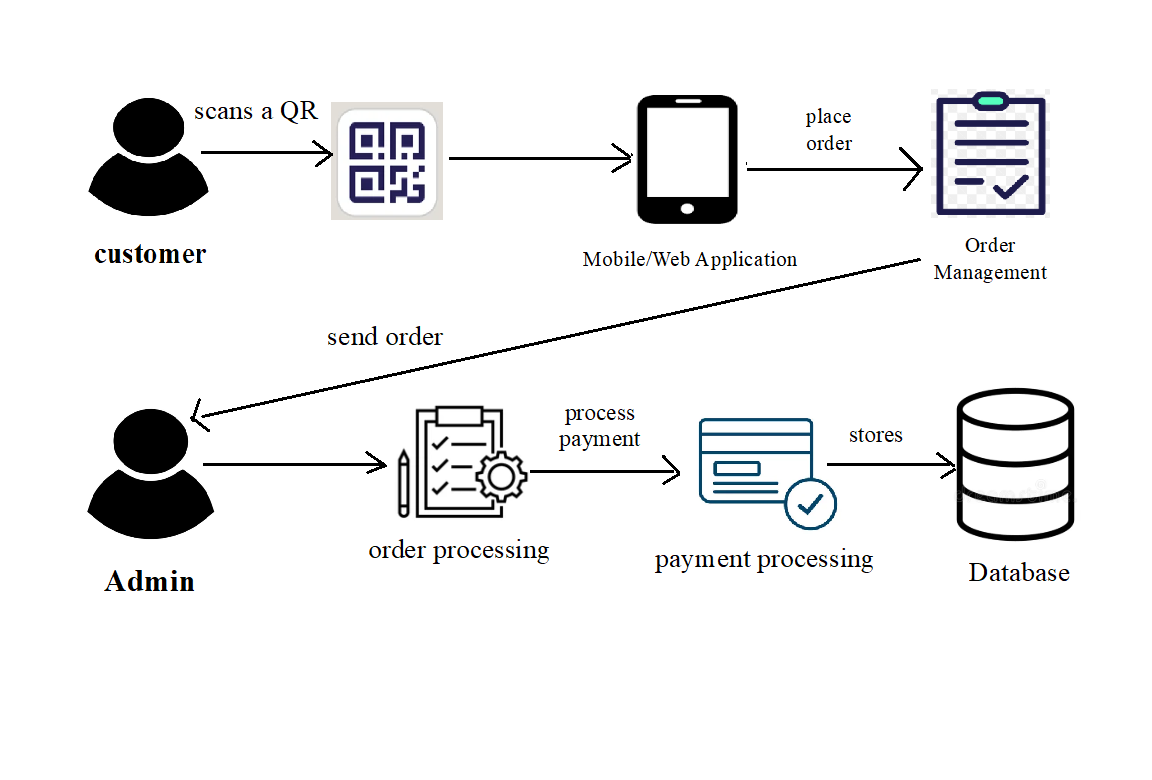 scans a QR
place
order
customer
Mobile/Web Application
Order
Management
send order
process
payment
stores
order processing
payment processing
Database
Admin